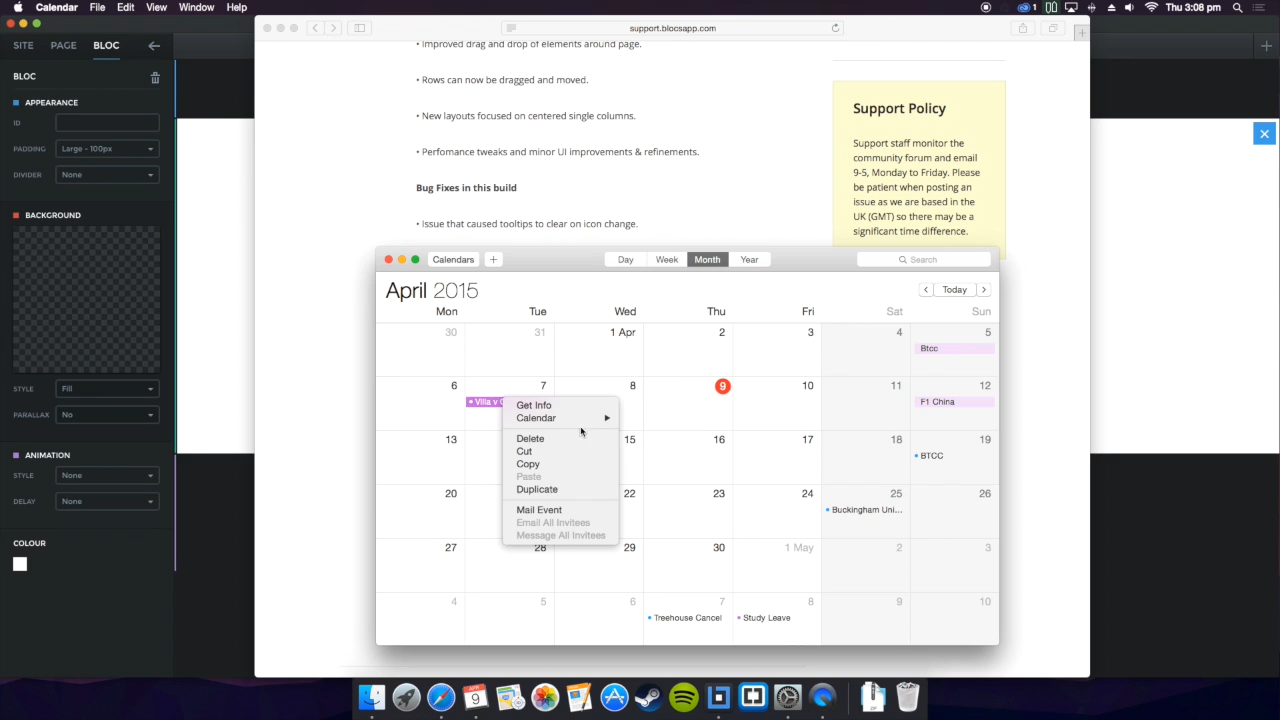 Calendar File Edit View Window Help
1 Thu 3:08 pm
SITE PAGE BLOC
BLOC
APPEARANCE
ID
PADDING Large - 100px
DIVIDER None
BACKGROUND
STYLE Fill
PARALLAX No
ANIMATION
STYLE None
DELAY None
COLOUR
support.blocsapp.com
• Improved drag and drop of elements around page.
• Rows can now be dragged and moved.
• New layouts focused on centered single columns.
• Perfomance tweaks and minor UI improvements & refinements.
Bug Fixes in this build
• Issue that caused tooltips to clear on icon change.
Support Policy
Support staff monitor the
community forum and email
9-5, Monday to Friday. Please
be patient when posting an
issue as we are based in the
UK (GMT) so there may be a
significant time difference.
Calendars + Day Week Month Year Search
April 2015 Today
Mon Tue Wed Thu Fri Sat Sun
30 31 1 Apr 2 3 4 5
Btcc
6 7 8 9 10 11 12
• Villa v F1 China
13 15 16 17 18 19
• BTCC
20 22 23 24 25 26
• Buckingham Uni...
27 28 29 30 1 May 2 3
4 5 6 7 8 9 10
• Treehouse Cancel • Study Leave
Get Info
Calendar
Delete
Cut
Copy
Paste
Duplicate
Mail Event
Email All Invitees
Message All Invitees
APR
9